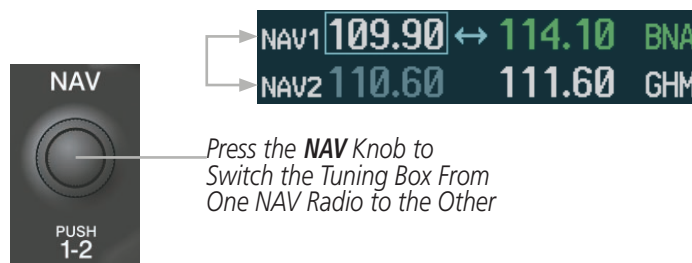 NAV1 109.90 ↔ 114.10 BNA
NAV2 110.60 111.60 GHM
NAV
Press the NAV Knob to
Switch the Tuning Box From
One NAV Radio to the Other
PUSH
1-2